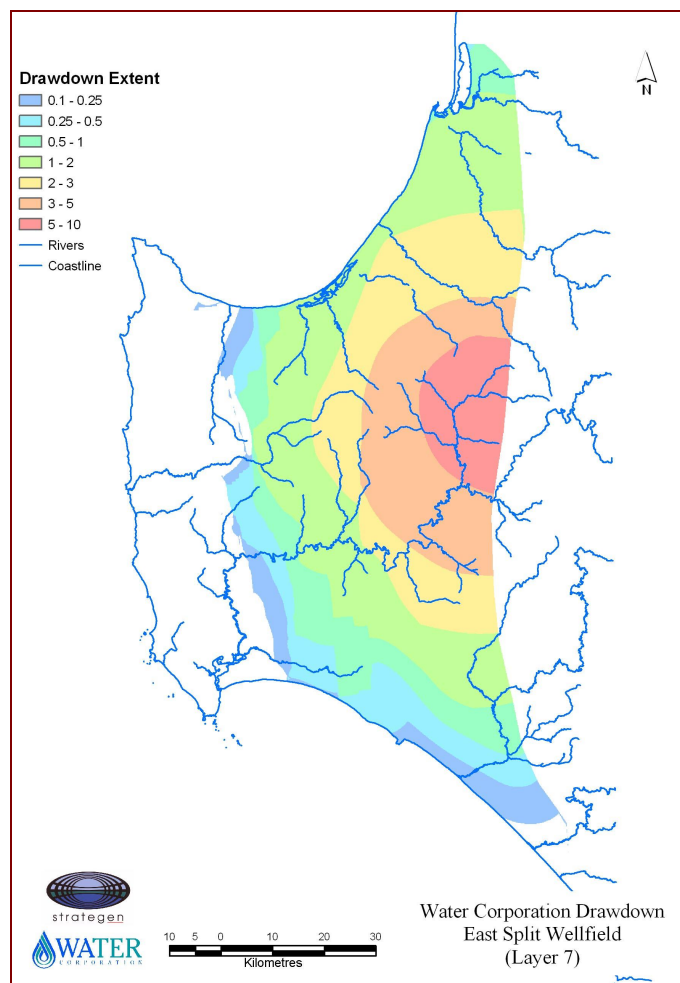 Drawdown Extent
0.1 - 0.25
0.25 - 0.5
0.5 - 1
1 - 2
2 - 3
3 - 5
5 - 10
Rivers
Coastline
N
strategen
WATER
CORPORATION
10 5 0 10 20 30
Kilometres
Water Corporation Drawdown
East Split Wellfield
(Layer 7)